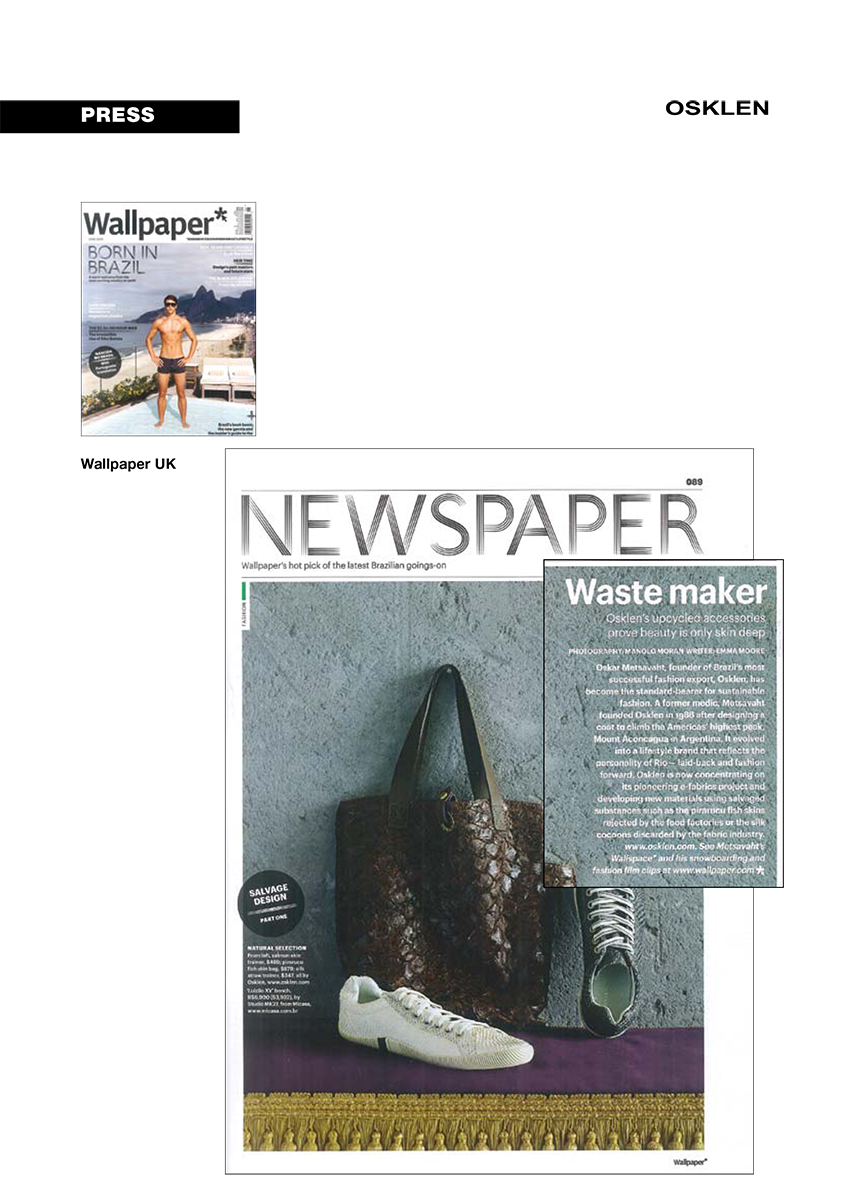 PRESS
OSKLEN
Wallpaper*
BORN IN
BRAZIL
NEW TIME
Wallpaper UK
089
NEWSPAPER
Wallpaper's hot pick of the latest Brazilian goings-on
FASHION
Waste maker
Osklen's upcycled accessories
prove beauty is only skin deep
PHOTOGRAPHY: MANOLO MORAN WRITER: EMMA MOORE
Oskar Metsavaht, founder of Brazil's most
successful fashion export, Osklen, has
become the standard-bearer for sustainable
fashion. A former medic, Metsavaht
founded Osklen in 1988 after designing a
coat to climb the Americas' highest peak,
Mount Aconcagua in Argentina. It evolved
into a lifestyle brand that reflects the
personality of Rio – laid-back and fashion
forward. Osklen is now concentrating on
its pioneering e-fabrics project and
developing new materials using salvaged
substances such as the pirarucu fish skins
rejected by the food factories or the silk
cocoons discarded by the fabric industry.
www.osklen.com. See Metsavaht's
Wallspace* and his snowboarding and
fashion film clips at www.wallpaper.com *
SALVAGE
DESIGN
PART ONE
NATURAL SELECTION
From left, salmon skin
trainer, $489; pirarucu
fish skin bag, $879; silk
straw trainer, $347, all by
Osklen, www.osklen.com
bench,
by
Studio MK27, from Micasa,
www.micasa.com.br
Wallpaper*